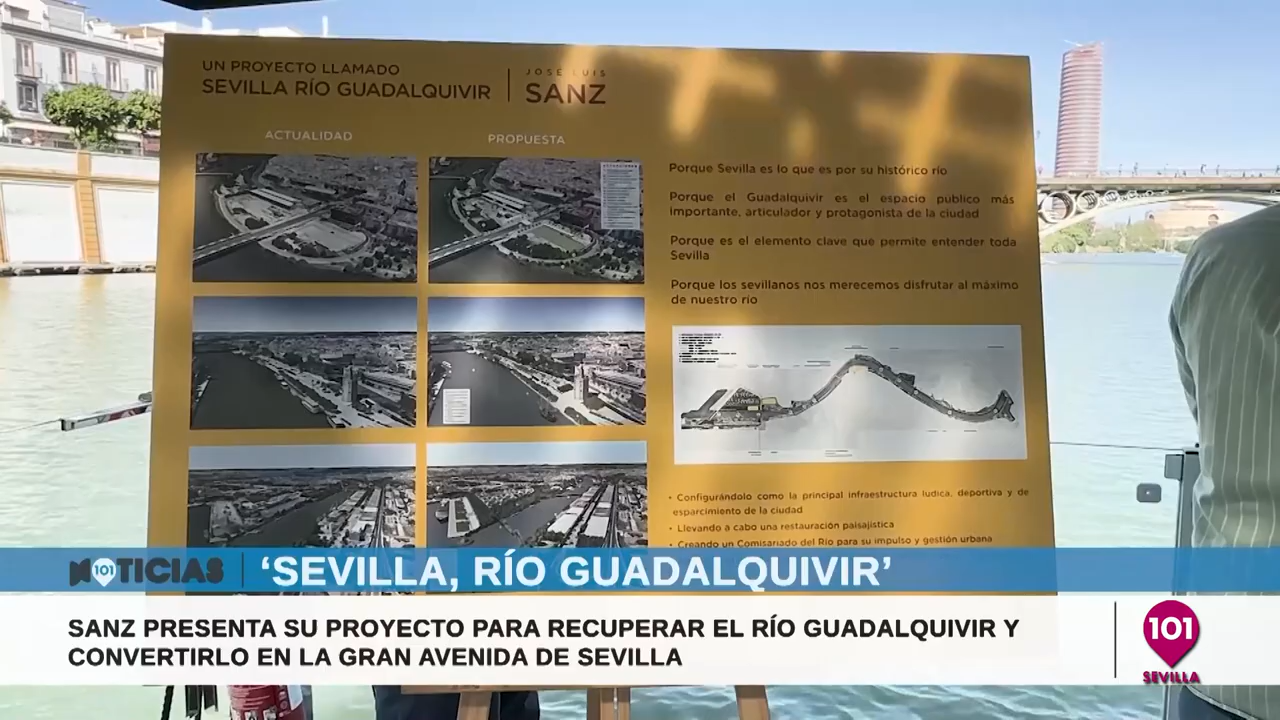 UN PROYECTO LLAMADO
SEVILLA RÍO GUADALQUIVIR
JOSÉ LUIS
SANZ
ACTUALIDAD
PROPUESTA
Porque Sevilla es lo que es por su histórico río
Porque el Guadalquivir es el espacio público más
importante, articulador y protagonista de la ciudad
Porque es el elemento clave que permite entender toda
Sevilla
Porque los sevillanos nos merecemos disfrutar al máximo
de nuestro río
• Configurándolo como la principal infraestructura lúdica, deportiva y de
esparcimiento de la ciudad
• Llevando a cabo una restauración paisajística
• Creando un Comisariado del Río para su impulso y gestión urbana
NOTICIAS
101
‘SEVILLA, RÍO GUADALQUIVIR’
SANZ PRESENTA SU PROYECTO PARA RECUPERAR EL RÍO GUADALQUIVIR Y
CONVERTIRLO EN LA GRAN AVENIDA DE SEVILLA
101
SEVILLA